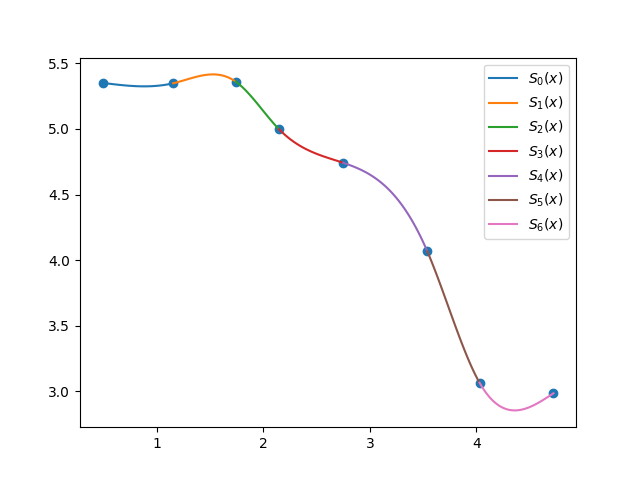 5.5
5.0
4.5
4.0
3.5
3.0
1 2 3 4
S₀(x)
S₁(x)
S₂(x)
S₃(x)
S₄(x)
S₅(x)
S₆(x)